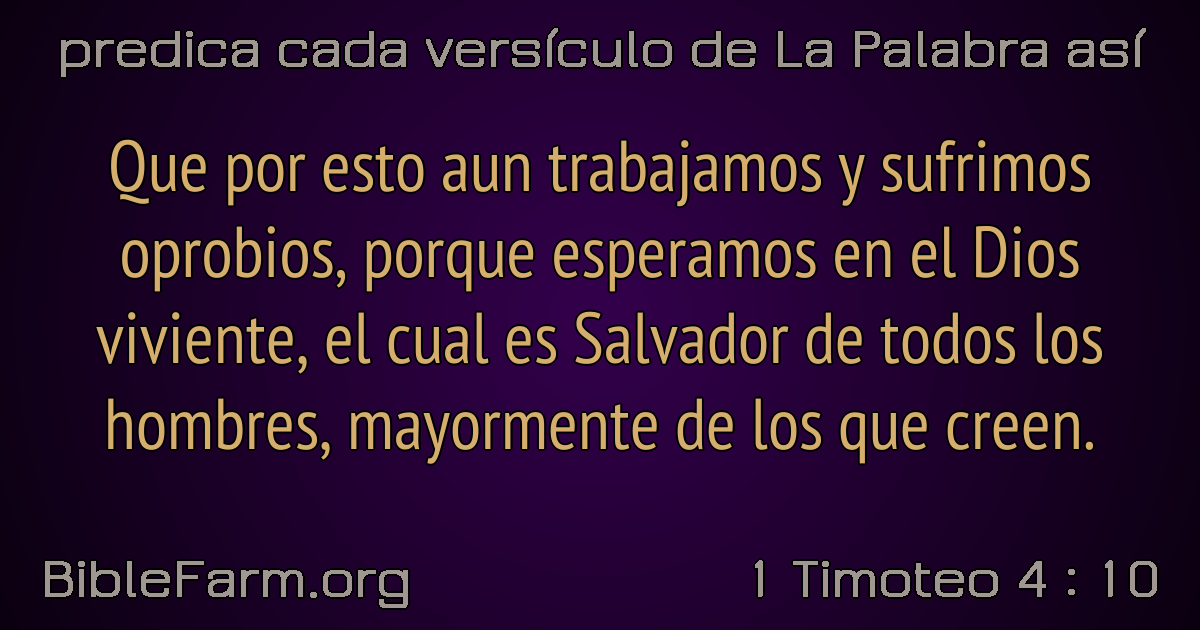 predica cada versículo de La Palabra así
Que por esto aun trabajamos y sufrimos
oprobios, porque esperamos en el Dios
viviente, el cual es Salvador de todos los
hombres, mayormente de los que creen.
BibleFarm.org
1 Timoteo 4 : 10